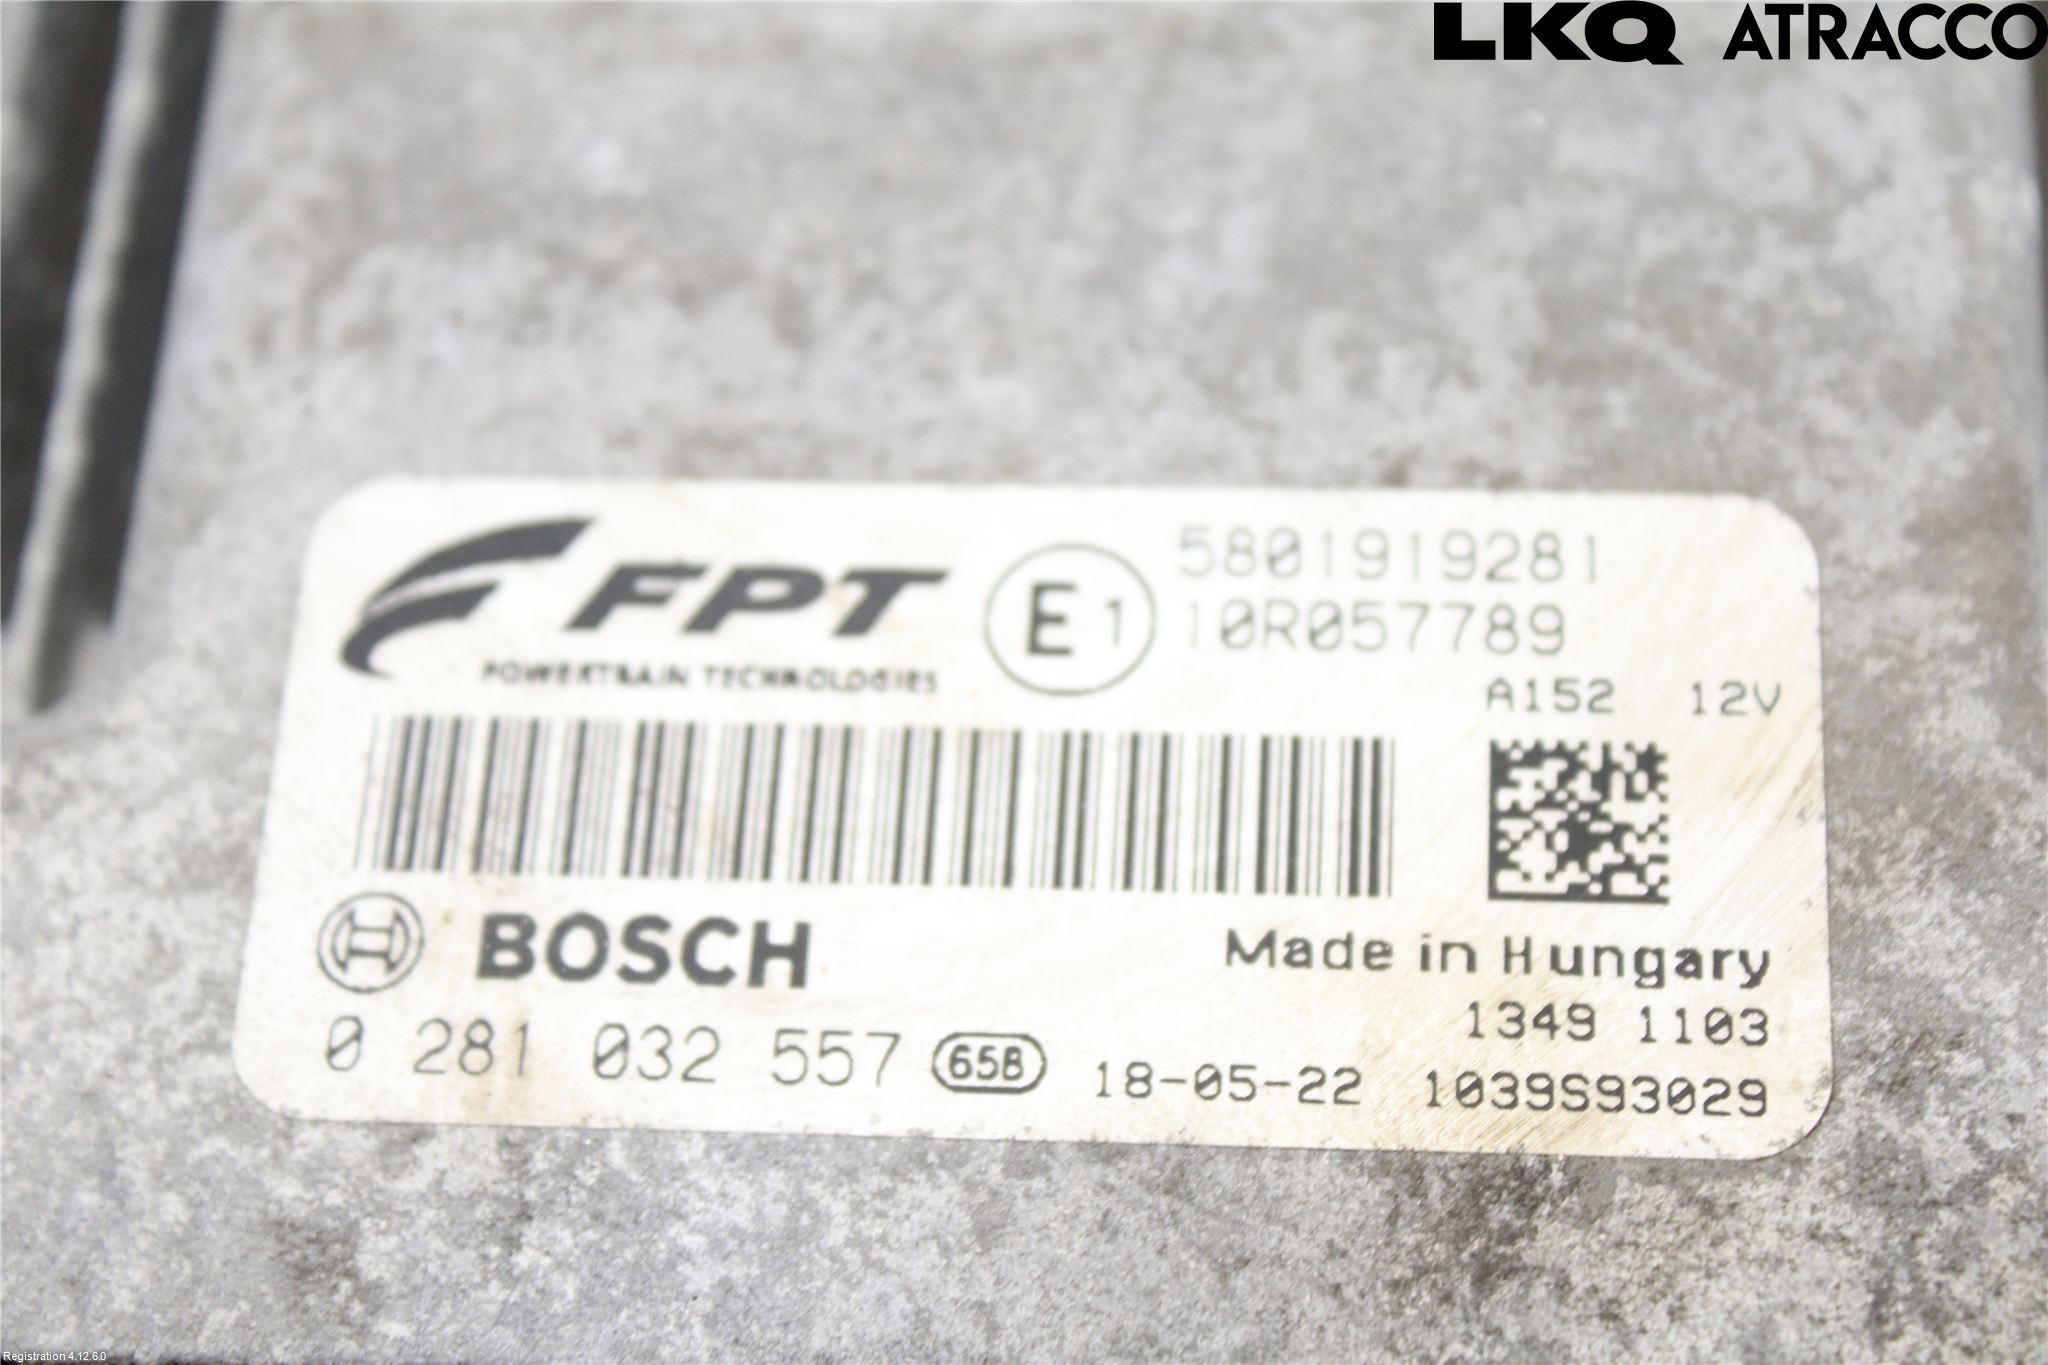 LKQ ATRACCO
FPT
POWERTRAIN TECHNOLOGIES
E1
5801919281
10R057789
A152 12V
BOSCH
Made in Hungary
1349 1103
0 281 032 557 65B 18-05-22 1039S93029
Registration 4.12.6.0